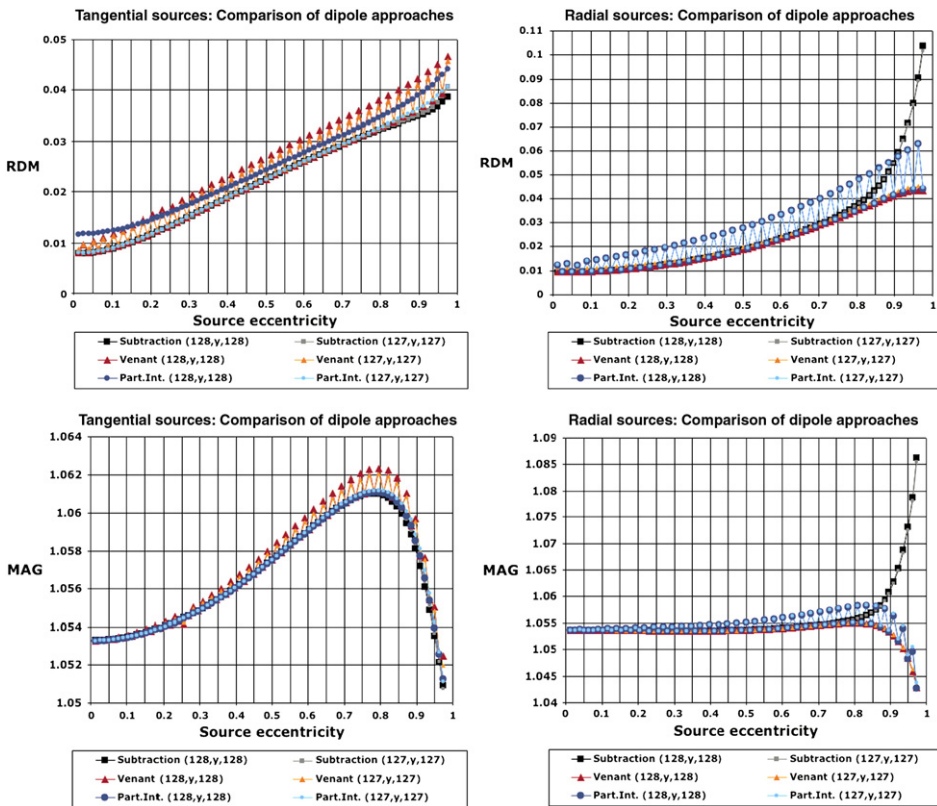 Tangential sources: Comparison of dipole approaches
0.05
0.04
0.03
RDM
0.02
0.01
0
0 0.1 0.2 0.3 0.4 0.5 0.6 0.7 0.8 0.9 1
Source eccentricity
Subtraction (128,y,128) Subtraction (127,y,127)
Venant (128,y,128) Venant (127,y,127)
Part.Int. (128,y,128) Part.Int. (127,y,127)
Radial sources: Comparison of dipole approaches
0.11
0.1
0.09
0.08
0.07
0.06
RDM
0.05
0.04
0.03
0.02
0.01
0
0 0.1 0.2 0.3 0.4 0.5 0.6 0.7 0.8 0.9 1
Source eccentricity
Subtraction (128,y,128) Subtraction (127,y,127)
Venant (128,y,128) Venant (127,y,127)
Part.Int. (128,y,128) Part.Int. (127,y,127)
Tangential sources: Comparison of dipole approaches
1.064
1.062
1.06
1.058
MAG
1.056
1.054
1.052
1.05
0 0.1 0.2 0.3 0.4 0.5 0.6 0.7 0.8 0.9 1
Source eccentricity
Subtraction (128,y,128) Subtraction (127,y,127)
Venant (128,y,128) Venant (127,y,127)
Part.Int. (128,y,128) Part.Int. (127,y,127)
Radial sources: Comparison of dipole approaches
1.09
1.085
1.08
1.075
1.07
MAG
1.065
1.06
1.055
1.05
1.045
1.04
0 0.1 0.2 0.3 0.4 0.5 0.6 0.7 0.8 0.9 1
Source eccentricity
Subtraction (128,y,128) Subtraction (127,y,127)
Venant (128,y,128) Venant (127,y,127)
Part.Int. (128,y,128) Part.Int. (127,y,127)